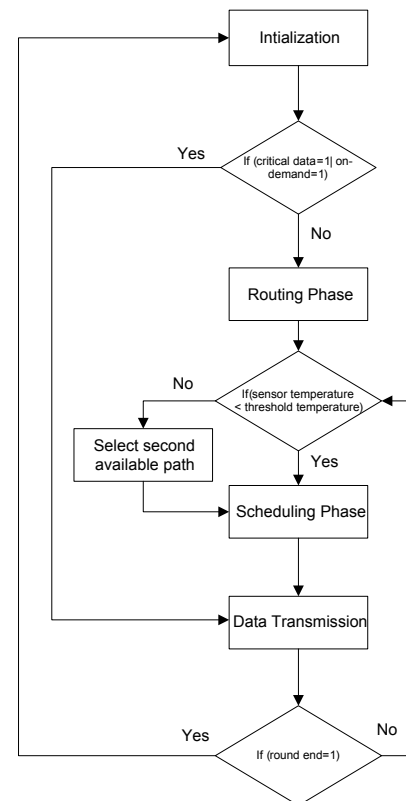 Intialization
Yes
If (critical data=1| on-
demand=1)
No
Routing Phase
No
If(sensor temperature
< threshold temperature)
Select second
available path
Yes
Scheduling Phase
Data Transmission
Yes
If (round end=1)
No